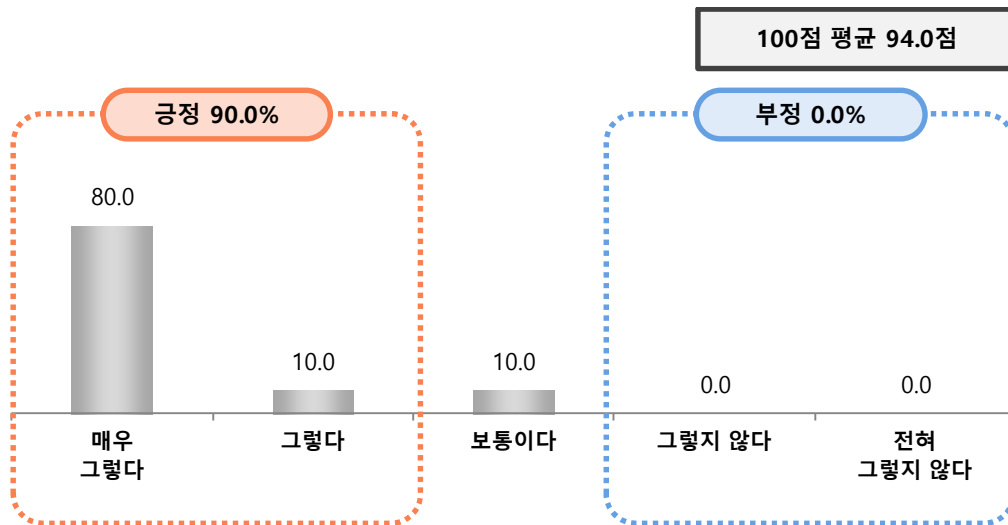 100점 평균 94.0점
긍정 90.0%
부정 0.0%
80.0
10.0
10.0
0.0
0.0
매우
그렇다
그렇다
보통이다
그렇지 않다
전혀
그렇지 않다